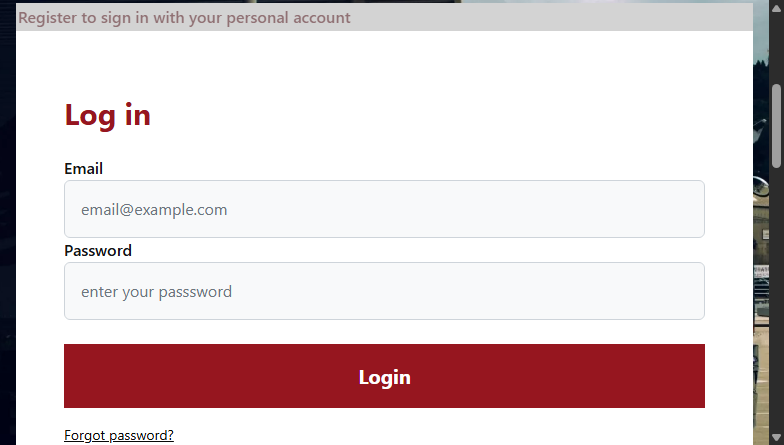 Register to sign in with your personal account
Log in
Email
email@example.com
Password
enter your passsword
Login
Forgot password?